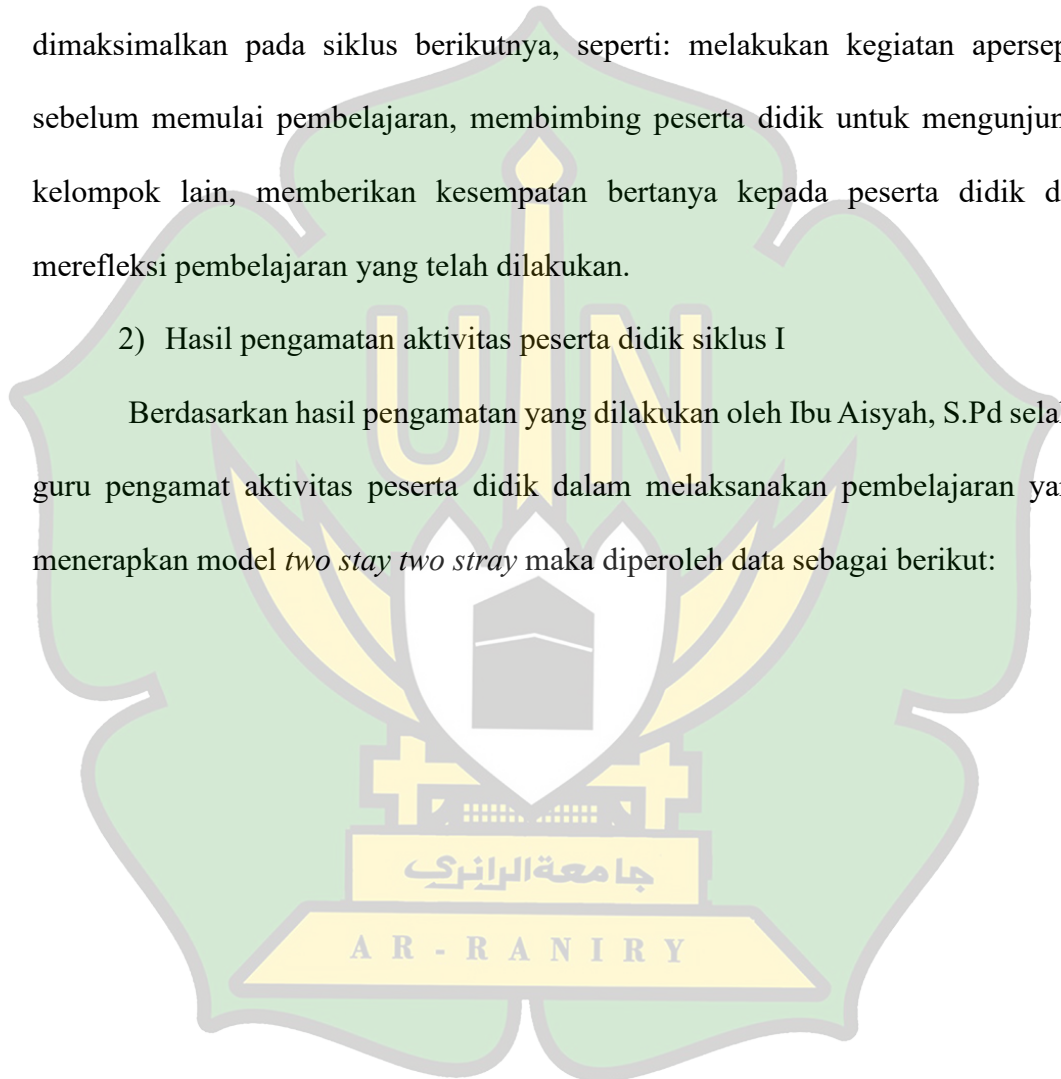 dimaksimalkan pada siklus berikutnya, seperti: melakukan kegiatan apersep
sebelum memulai pembelajaran, membimbing peserta didik untuk mengunjun
kelompok lain, memberikan kesempatan bertanya kepada peserta didik d
merefleksi pembelajaran yang telah dilakukan.
2) Hasil pengamatan aktivitas peserta didik siklus I
Berdasarkan hasil pengamatan yang dilakukan oleh Ibu Aisyah, S.Pd sela
guru pengamat aktivitas peserta didik dalam melaksanakan pembelajaran ya
menerapkan model two stay two stray maka diperoleh data sebagai berikut:
UIN
جامعةالرانري
AR-RANIRY